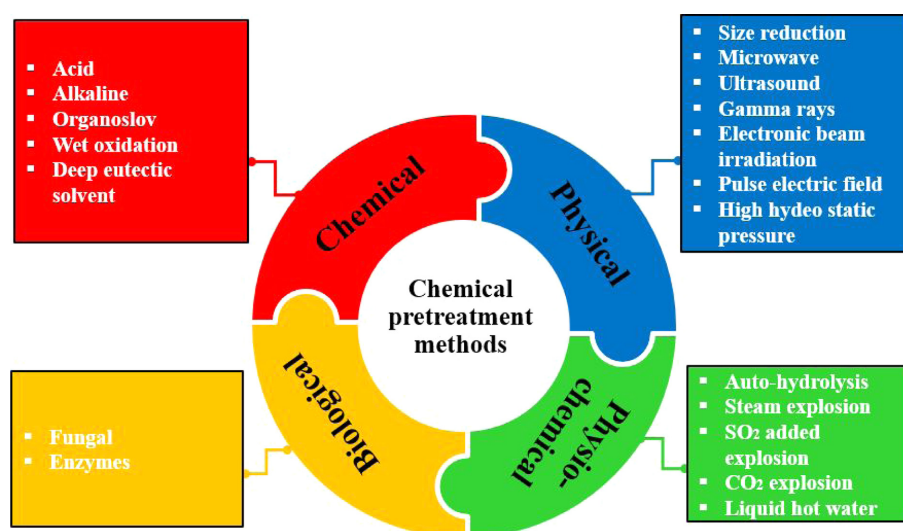 Acid
Alkaline
Organoslov
Wet oxidation
Deep eutectic
solvent
Size reduction
Microwave
Ultrasound
Gamma rays
Electronic beam
irradiation
Pulse electric field
High hydeo static
pressure
Chemical
Physical
Chemical
pretreatment
methods
Biological
Physio-
chemical
Fungal
Enzymes
Auto-hydrolysis
Steam explosion
SO₂ added
explosion
CO₂ explosion
Liquid hot water